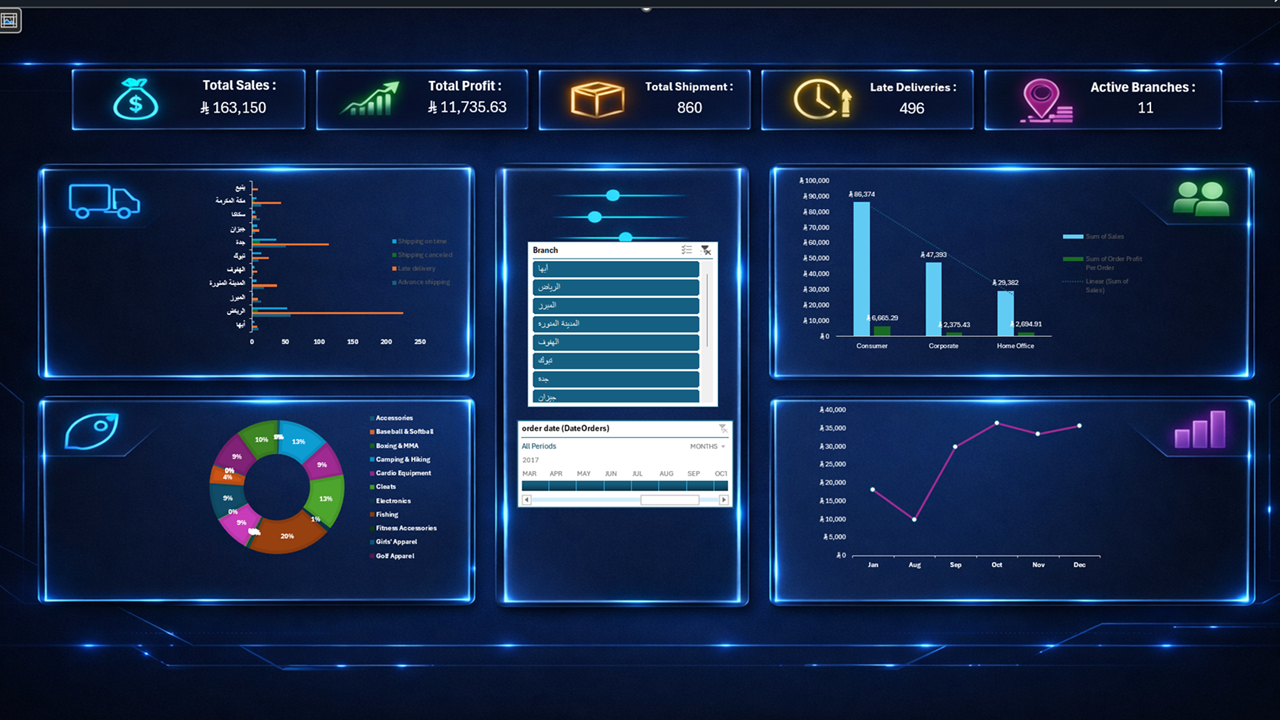 Total Sales :
163,150
Total Profit :
11,735.63
Total Shipment :
860
Late Deliveries :
496
Active Branches :
11
ينبع
مكة المكرمة
سكاكا
جيزان
جدة
تبوك
الهفوف
المدينة المنورة
المبرز
الرياض
أبها
0 50 100 150 200 250
Shipping on time
Shipping canceled
Late delivery
Advance shipping
Branch
أبها
الرياض
المبرز
المدينة المنورة
الهفوف
تبوك
جدة
جيزان
order date (DateOrders)
All Periods
MONTHS
2017
MAR APR MAY JUN JUL AUG SEP OCT
100,000
90,000
80,000
70,000
60,000
50,000
40,000
30,000
20,000
10,000
0
86,374
47,393
29,382
6,665.29
2,375.43
2,694.91
Consumer Corporate Home Office
Sum of Sales
Sum of Order Profit
Per Order
Linear (Sum of
Sales)
13%
9%
13%
1%
20%
9%
0%
9%
4%
0%
9%
10%
Accessories
Baseball & Softball
Boxing & MMA
Camping & Hiking
Cardio Equipment
Cleats
Electronics
Fishing
Fitness Accessories
Girls' Apparel
Golf Apparel
40,000
35,000
30,000
25,000
20,000
15,000
10,000
5,000
0
Jan Aug Sep Oct Nov Dec